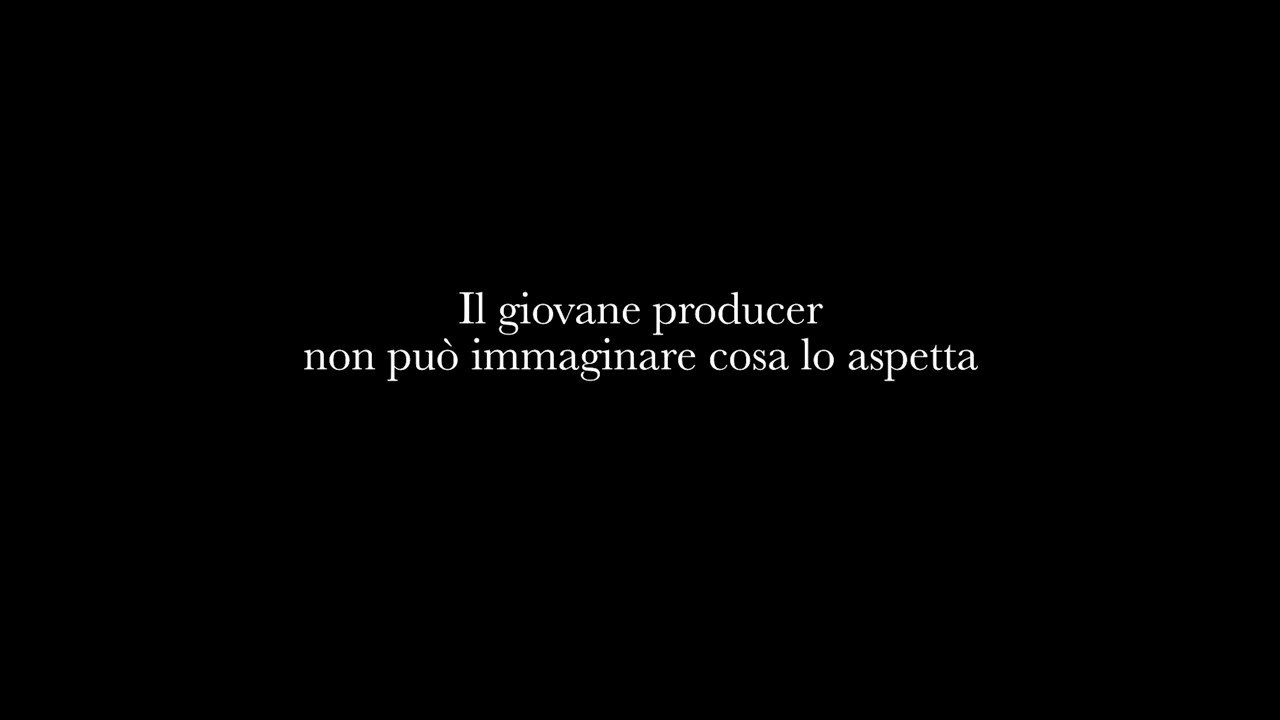 Il giovane producer
non può immaginare cosa lo aspetta